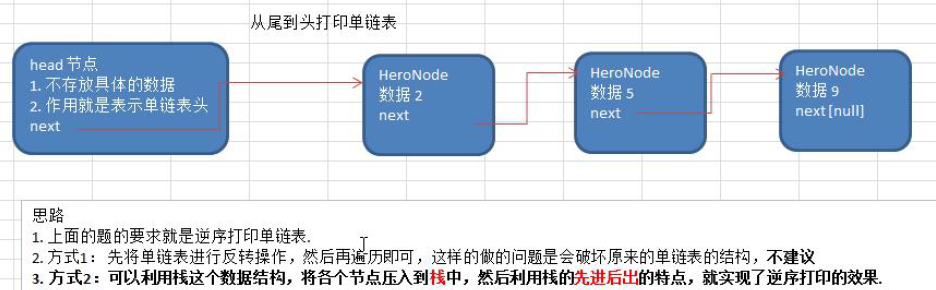 从尾到头打印单链表
head 节点
1. 不存放具体的数据
2. 作用就是表示单链表头
next
HeroNode
数据 2
next
HeroNode
数据 5
next
HeroNode
数据 9
next [null]
思路
1. 上面的题的要求就是逆序打印单链表.
2. 方式1：先将单链表进行反转操作，然后再遍历即可，这样的做的问题是会破坏原来的单链表的结构，不建议
3. 方式2：可以利用栈这个数据结构，将各个节点压入到栈中，然后利用栈的先进后出的特点，就实现了逆序打印的效果.